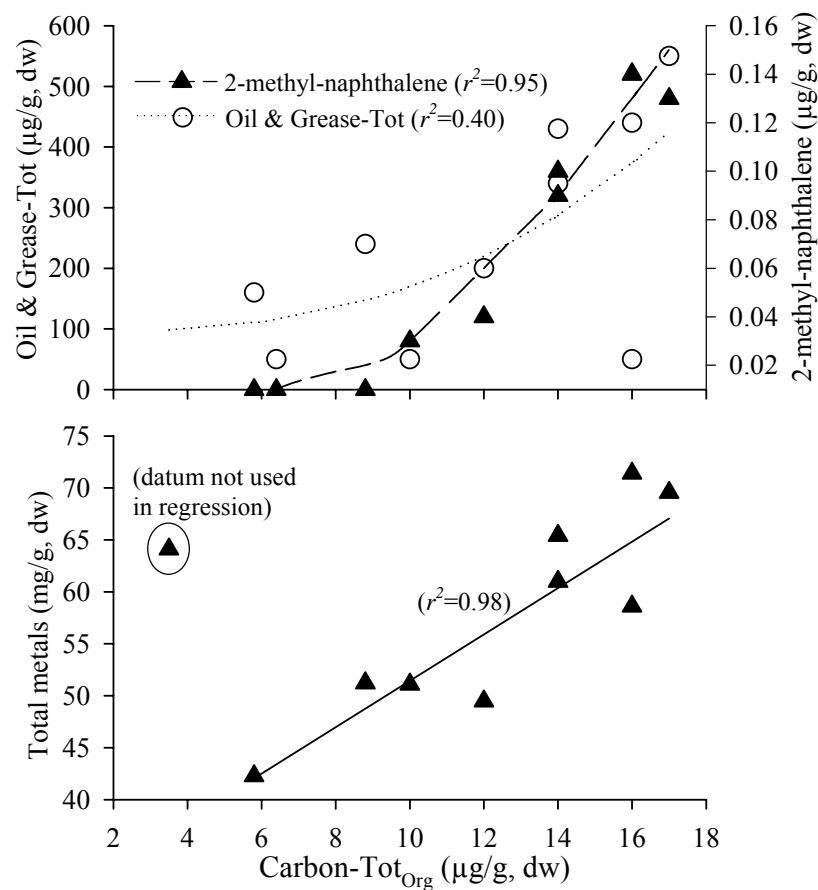 600
500
400
300
200
100
0
Oil & Grease-Tot (µg/g, dw)
2-methyl-naphthalene (r²=0.95)
Oil & Grease-Tot (r²=0.40)
0.16
0.14
0.12
0.10
0.08
0.06
0.04
0.02
2-methyl-naphthalene (µg/g, dw)
75
70
65
60
55
50
45
40
Total metals (mg/g, dw)
(datum not used
in regression)
(r²=0.98)
2 4 6 8 10 12 14 16 18
Carbon-TotOrg (µg/g, dw)